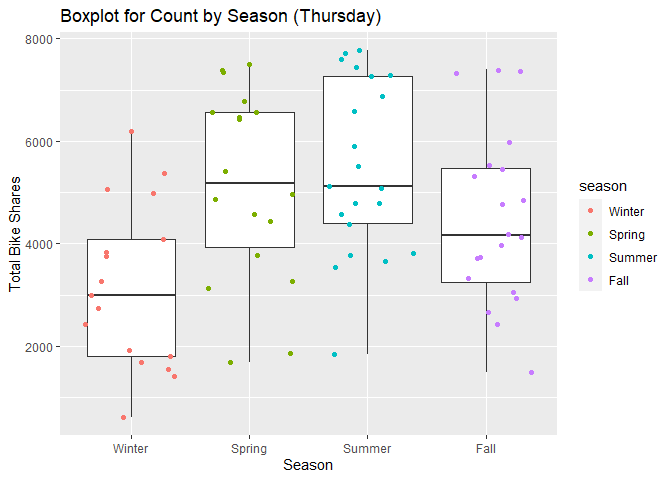 Boxplot for Count by Season (Thursday)
8000
6000
4000
2000
Total Bike Shares
Winter
Spring
Summer
Fall
Season
season
Winter
Spring
Summer
Fall